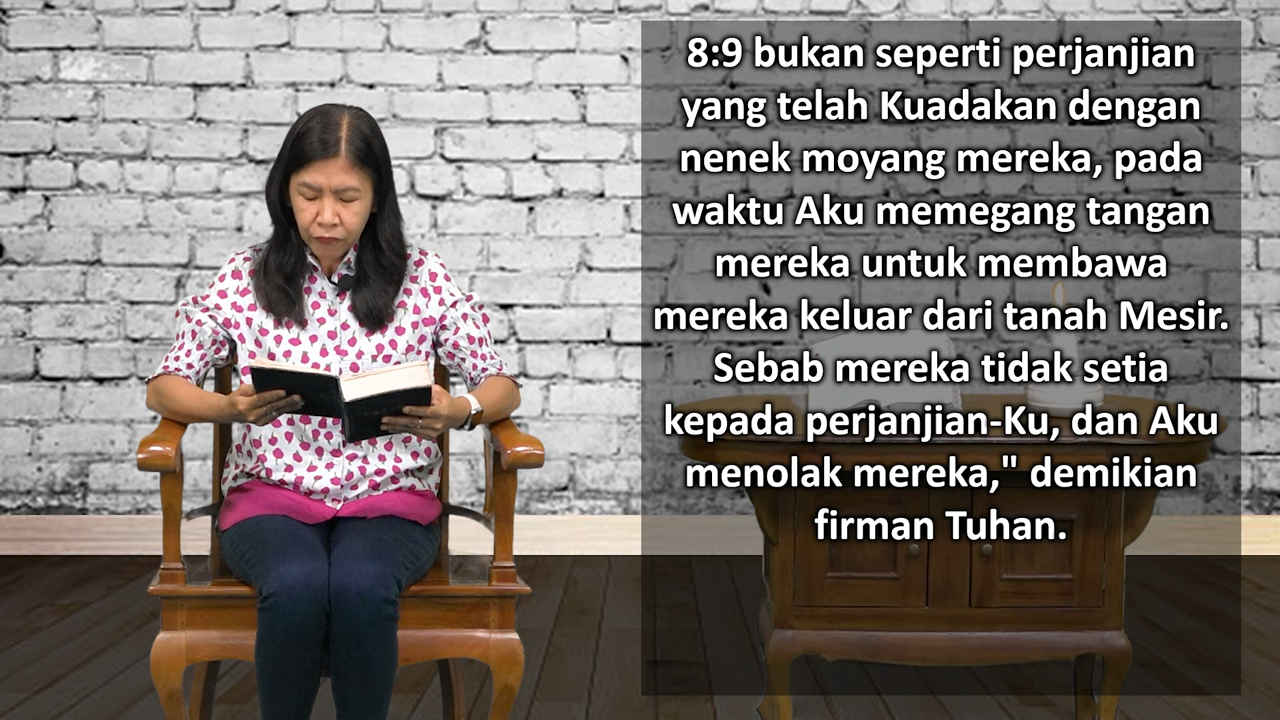 8:9 bukan seperti perjanjian
yang telah Kuadakan dengan
nenek moyang mereka, pada
waktu Aku memegang tangan
mereka untuk membawa
mereka keluar dari tanah Mesir.
Sebab mereka tidak setia
kepada perjanjian-Ku, dan Aku
menolak mereka," demikian
firman Tuhan.